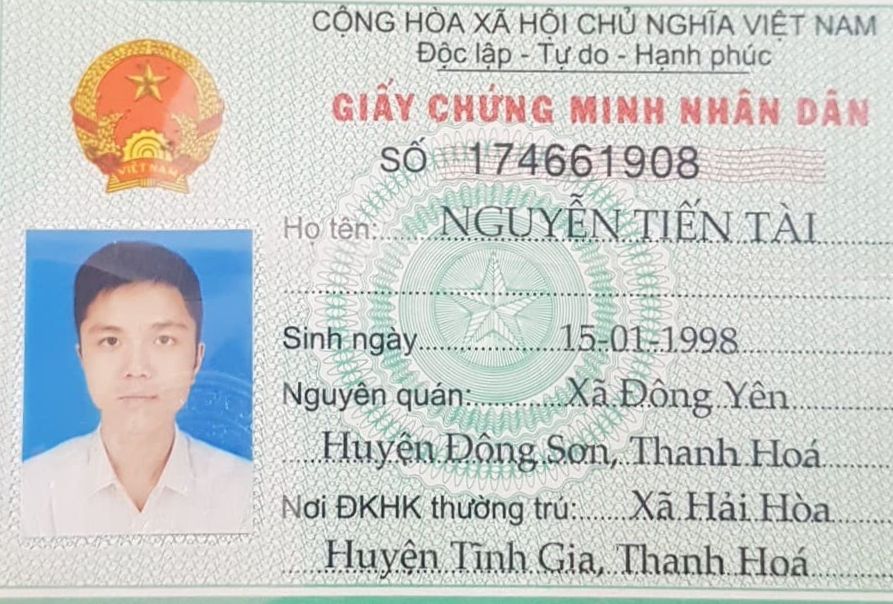 CỘNG HÒA XÃ HỘI CHỦ NGHĨA VIỆT NAM
Độc lập - Tự do - Hạnh phúc
GIẤY CHỨNG MINH NHÂN DÂN
SỐ 174661908
Họ tên: NGUYỄN TIẾN TÀI
Sinh ngày 15-01-1998
Nguyên quán: Xã Đông Yên
Huyện Đông Sơn, Thanh Hoá
Nơi ĐKHK thường trú: Xã Hải Hòa
Huyện Tĩnh Gia, Thanh Hoá
VIỆT NAM